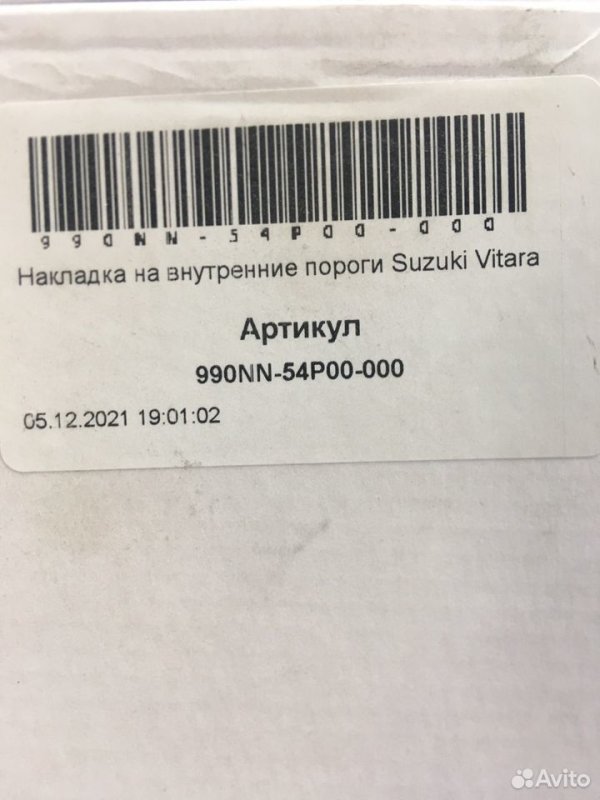 990NN-54P00-000
Накладка на внутренние пороги Suzuki Vitara
Артикул
990NN-54P00-000
05.12.2021 19:01:02
Avito